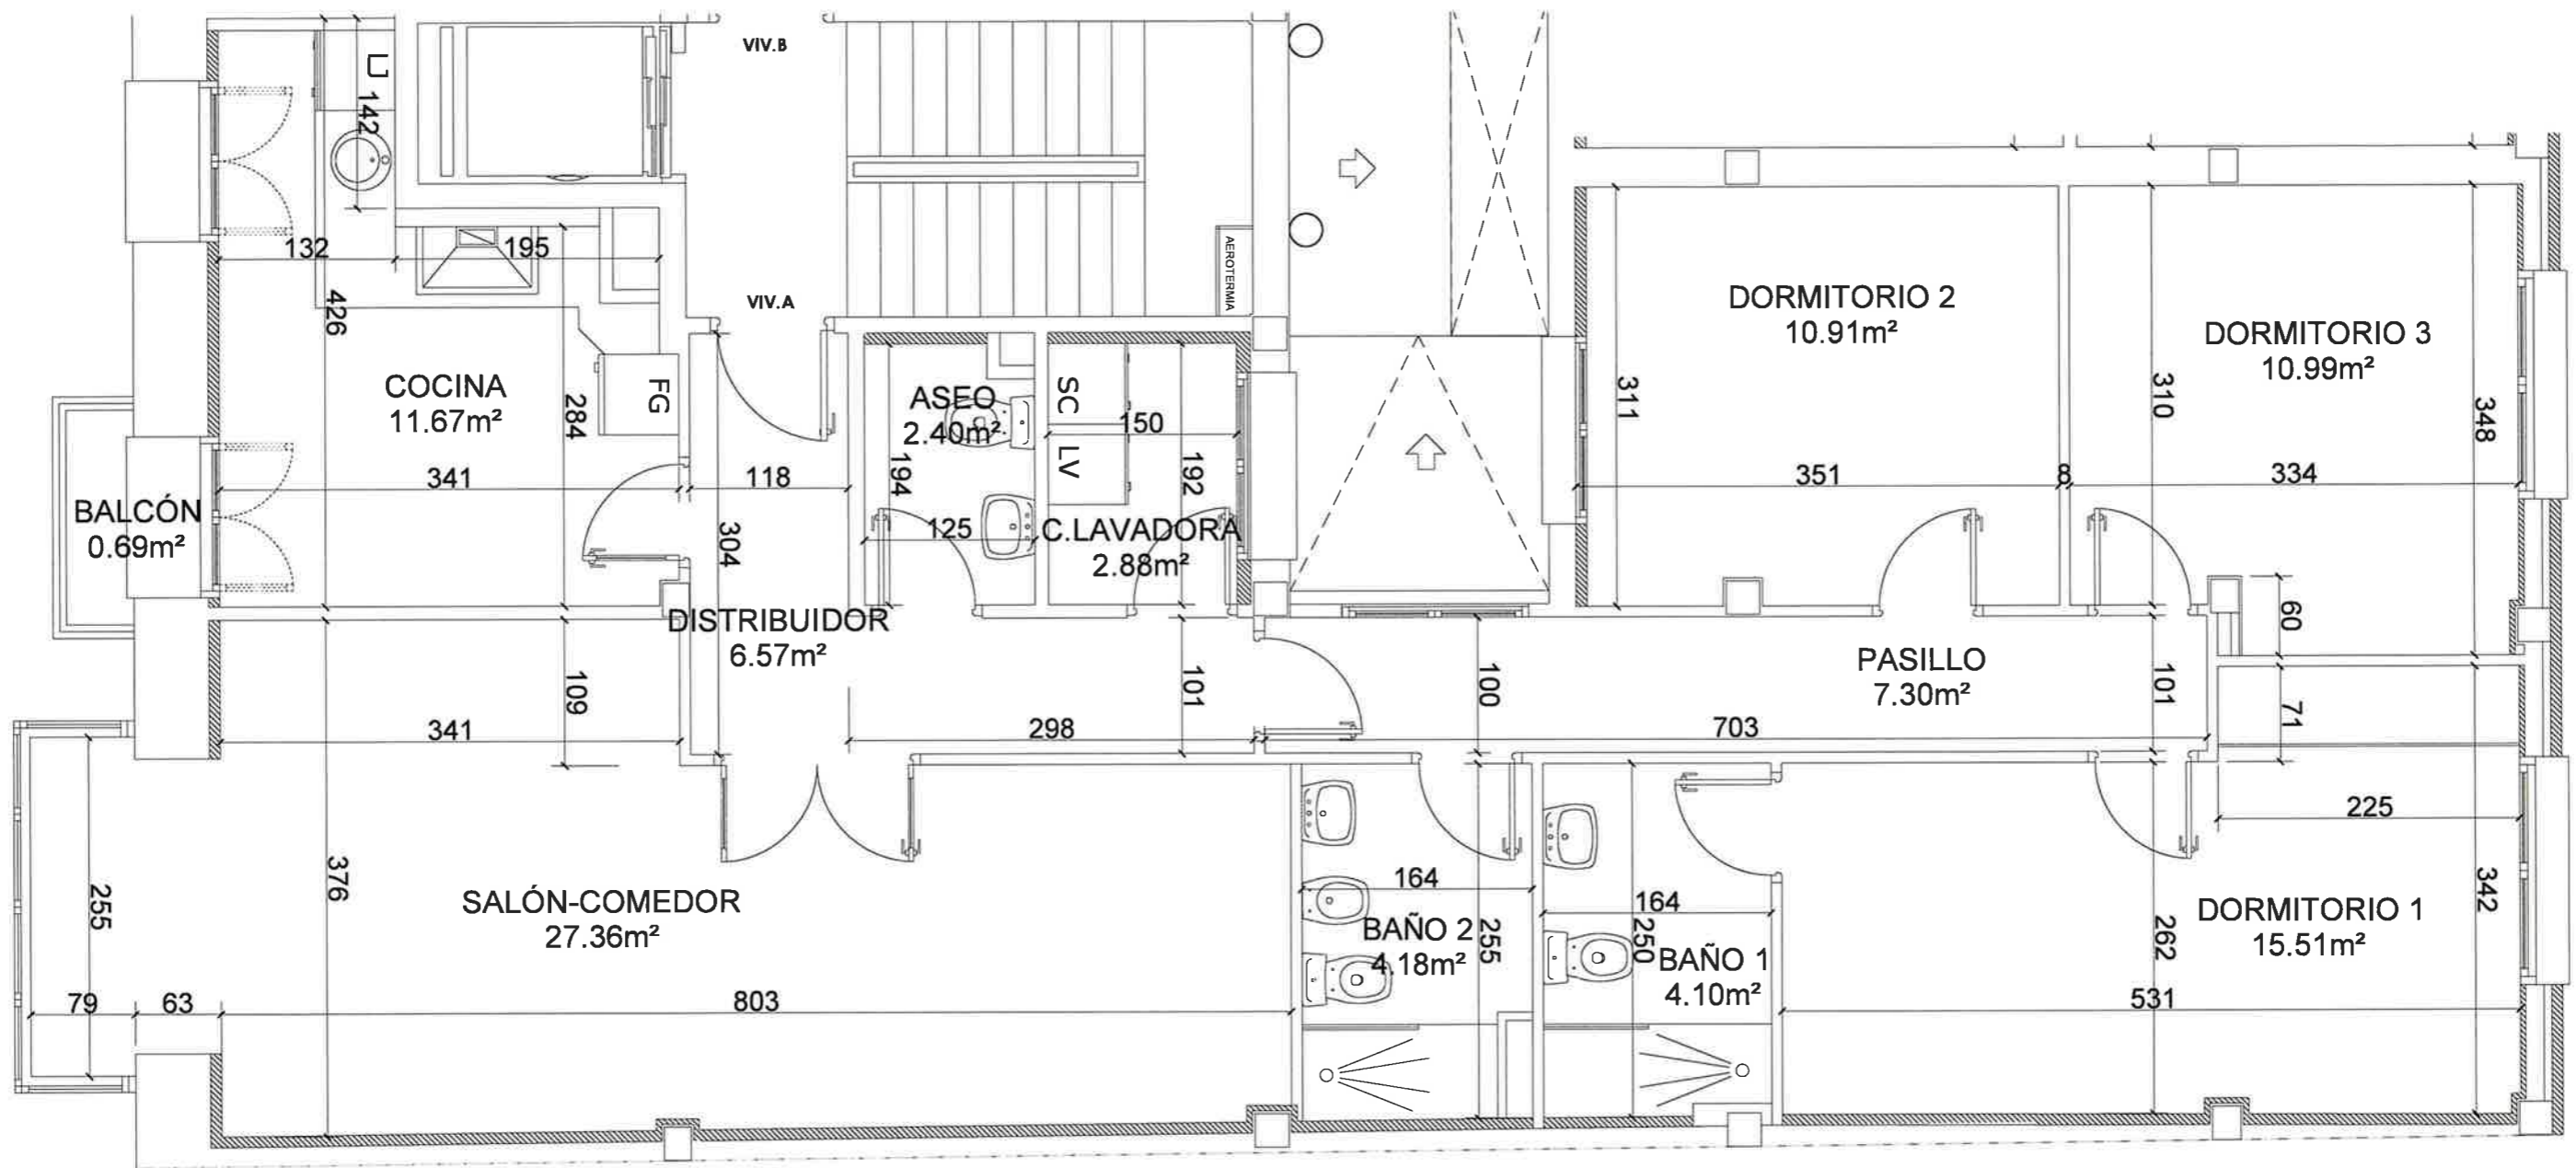 VIV.B
142
132
195
AEROTERMIA
426
VIV.A
DORMITORIO 2
10.91m²
DORMITORIO 3
10.99m²
COCINA
11.67m²
284
FG
ASEO
2.40m²
SC
150
311
310
348
341
118
194
LV
192
351
8
334
BALCÓN
0.69m²
304
125
C.LAVADORA
2.88m²
DISTRIBUIDOR
6.57m²
60
PASILLO
7.30m²
109
101
100
101
71
341
298
703
225
376
255
SALÓN-COMEDOR
27.36m²
164
BAÑO 2
4.18m²
255
164
250
BAÑO 1
4.10m²
262
DORMITORIO 1
15.51m²
342
79
63
803
531